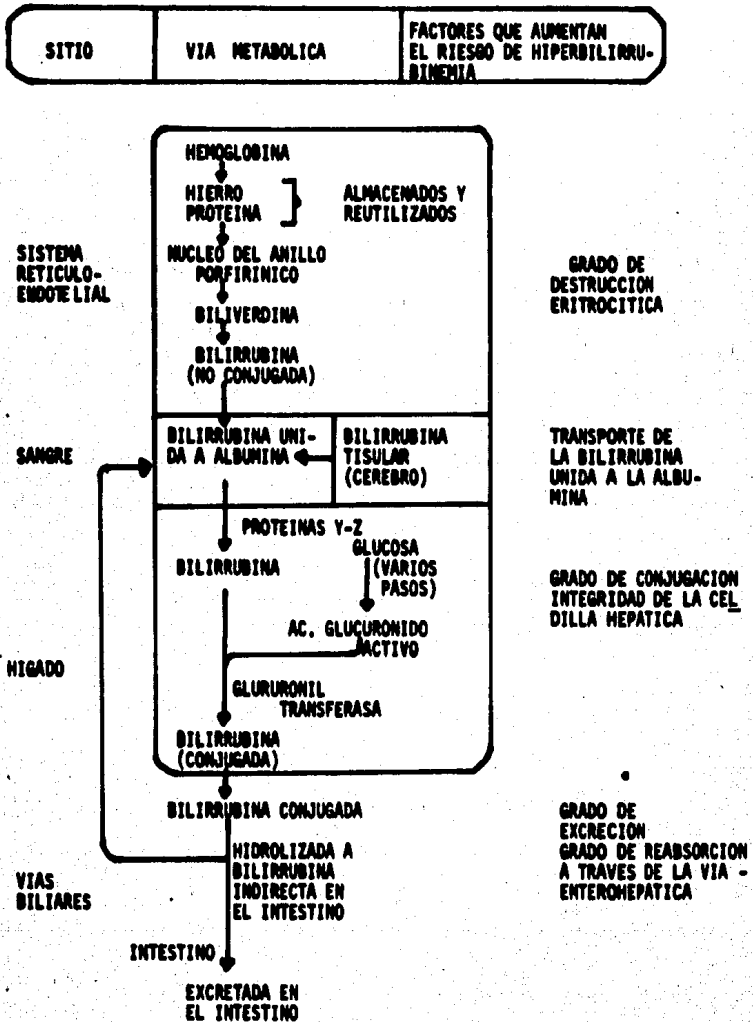 SITIO
VIA METABOLICA
FACTORES QUE AUMENTAN
EL RIESGO DE HIPERBILIRRU-
BINEMIA
HEMOGLOBINA
HIERRO
PROTEINA
ALMACENADOS Y
REUTILIZADOS
SISTEMA
RETICULO-
ENDOTELIAL
NUCLEO DEL ANILLO
PORFIRINICO
BILIVERDINA
BILIRRUBINA
(NO CONJUGADA)
GRADO DE
DESTRUCCION
ERITROCITICA
SANGRE
BILIRRUBINA UNI-
DA A ALBUMINA
BILIRRUBINA
TISULAR
(CEREBRO)
TRANSPORTE DE
LA BILIRRUBINA
UNIDA A LA ALBU-
MINA
HIGADO
PROTEINAS Y-Z
BILIRRUBINA
GLUCOSA
(VARIOS
PASOS)
AC. GLUCURONIDO
ACTIVO
GLURURONIL
TRANSFERASA
BILIRRUBINA
(CONJUGADA)
GRADO DE CONJUGACION
INTEGRIDAD DE LA CEL
DILLA HEPATICA
BILIRRUBINA CONJUGADA
VIAS
BILIARES
HIDROLIZADA A
BILIRRUBINA
INDIRECTA EN
EL INTESTINO
GRADO DE
EXCRECION
GRADO DE REABSORCION
A TRAVES DE LA VIA -
ENTEROHEPATICA
INTESTINO
EXCRETADA EN
EL INTESTINO